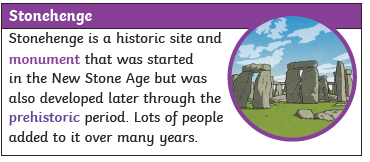 Stonehenge
Stonehenge is a historic site and
monument that was started
in the New Stone Age but was
also developed later through the
prehistoric period. Lots of people
added to it over many years.